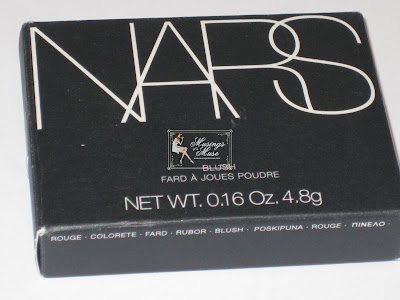 NARS
Musings
of a
Muse
BLUSH
FARD À JOUES POUDRE
NET WT. 0.16 Oz. 4.8g
ROUGE · COLORETE · FARD · RUBOR · BLUSH · POSKIPUNA · ROUGE · ΠΙΝΕΛΟ ·